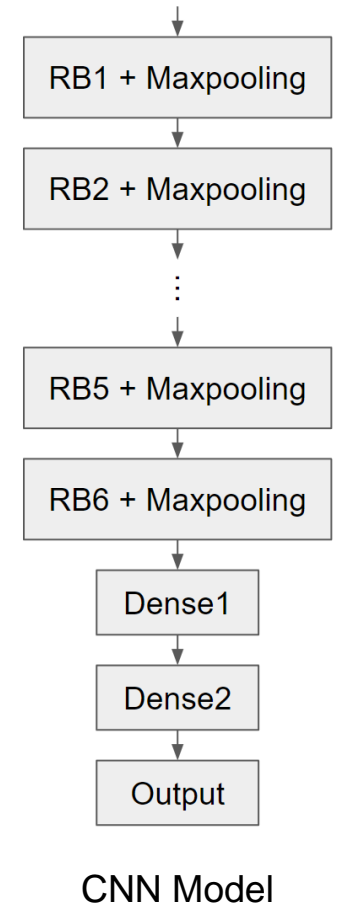 RB1 + Maxpooling
RB2 + Maxpooling
⋮
RB5 + Maxpooling
RB6 + Maxpooling
Dense1
Dense2
Output
CNN Model